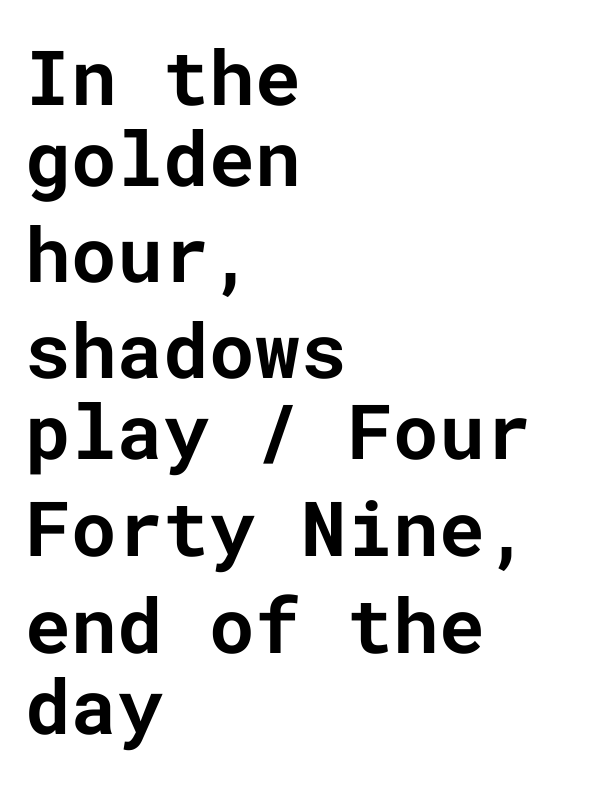 In the
golden
hour,
shadows
play / Four
Forty Nine,
end of the
day